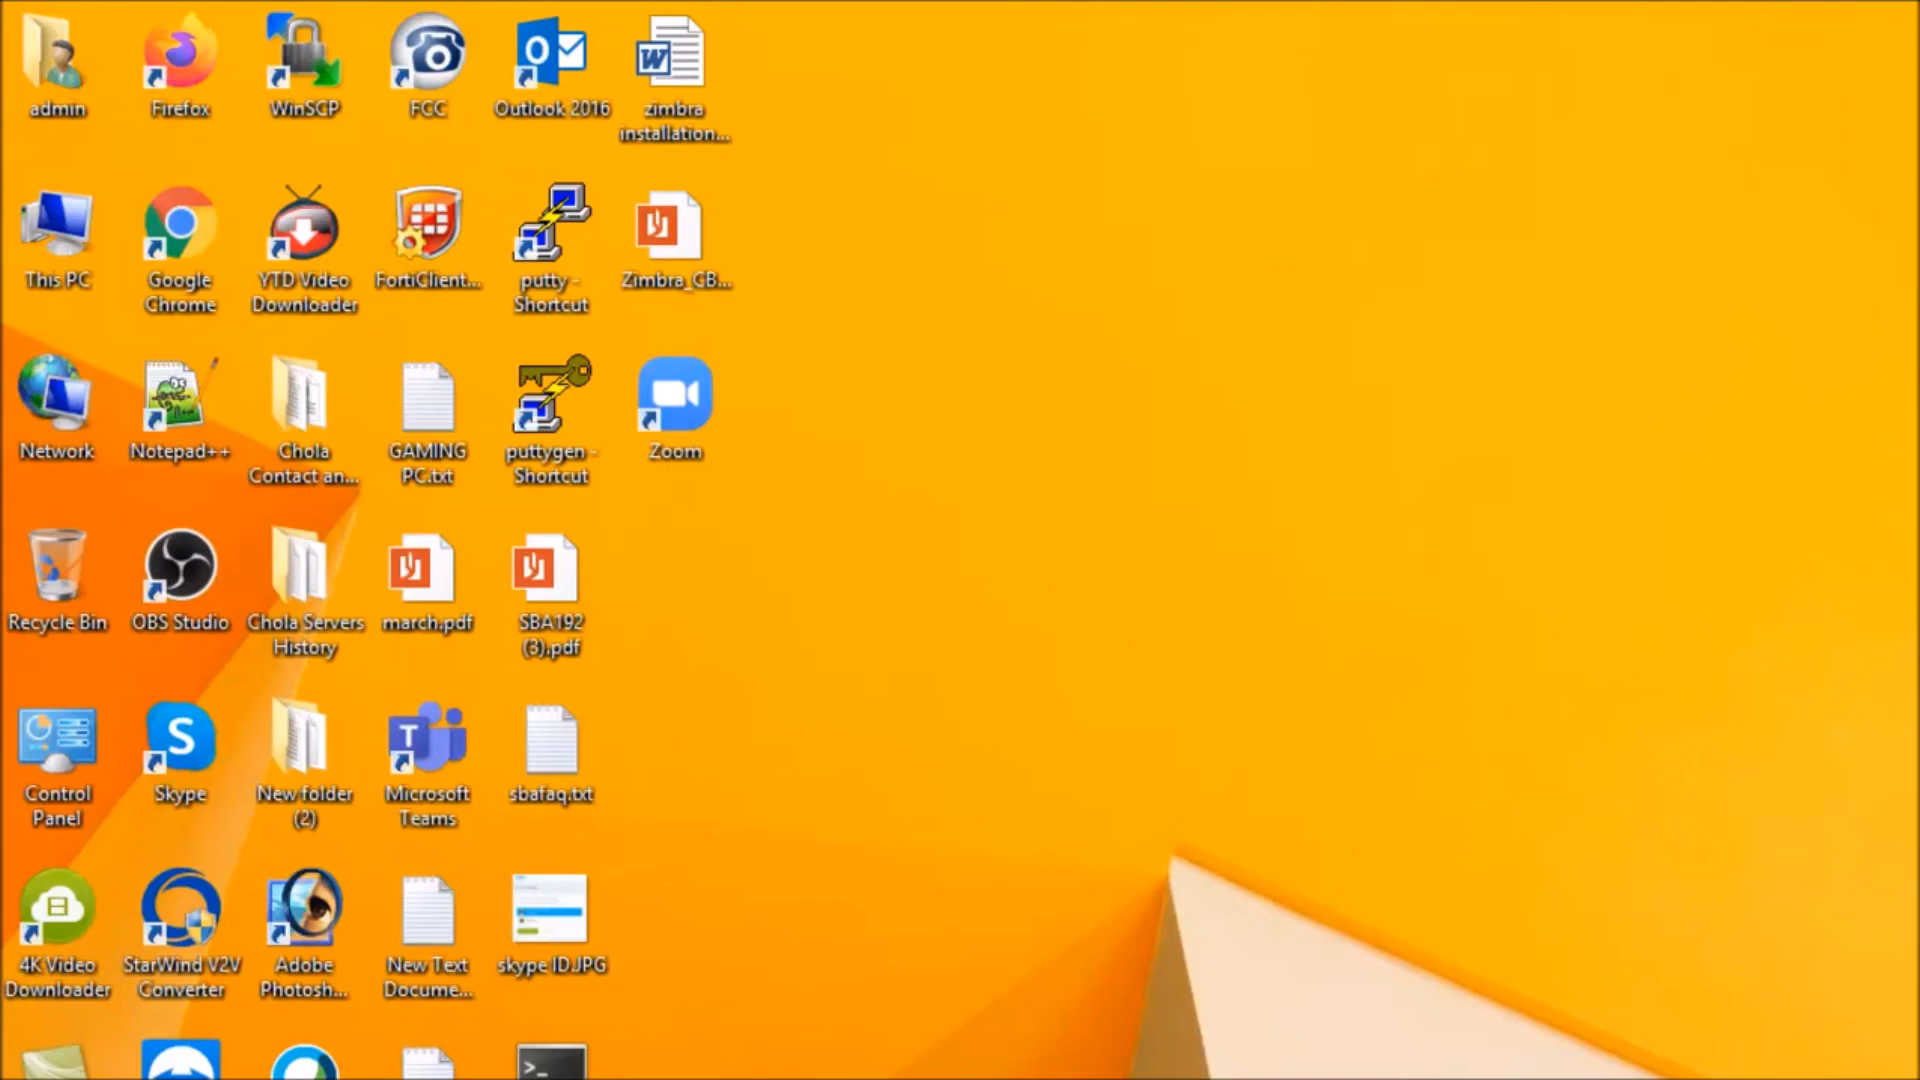 admin
Firefox
WinSCP
FCC
Outlook 2016
zimbra
installation...
This PC
Google
Chrome
YTD Video
Downloader
FortiClient...
putty -
Shortcut
Zimbra_CB...
Network
Notepad++
Chola
Contact an...
GAMING
PC.txt
puttygen -
Shortcut
Zoom
Recycle Bin
OBS Studio
Chola Servers
History
march.pdf
SBA192
(3).pdf
Control
Panel
Skype
New folder
(2)
Microsoft
Teams
sbafaq.txt
4K Video
Downloader
StarWind V2V
Converter
Adobe
Photosh...
New Text
Docume...
skype ID.JPG